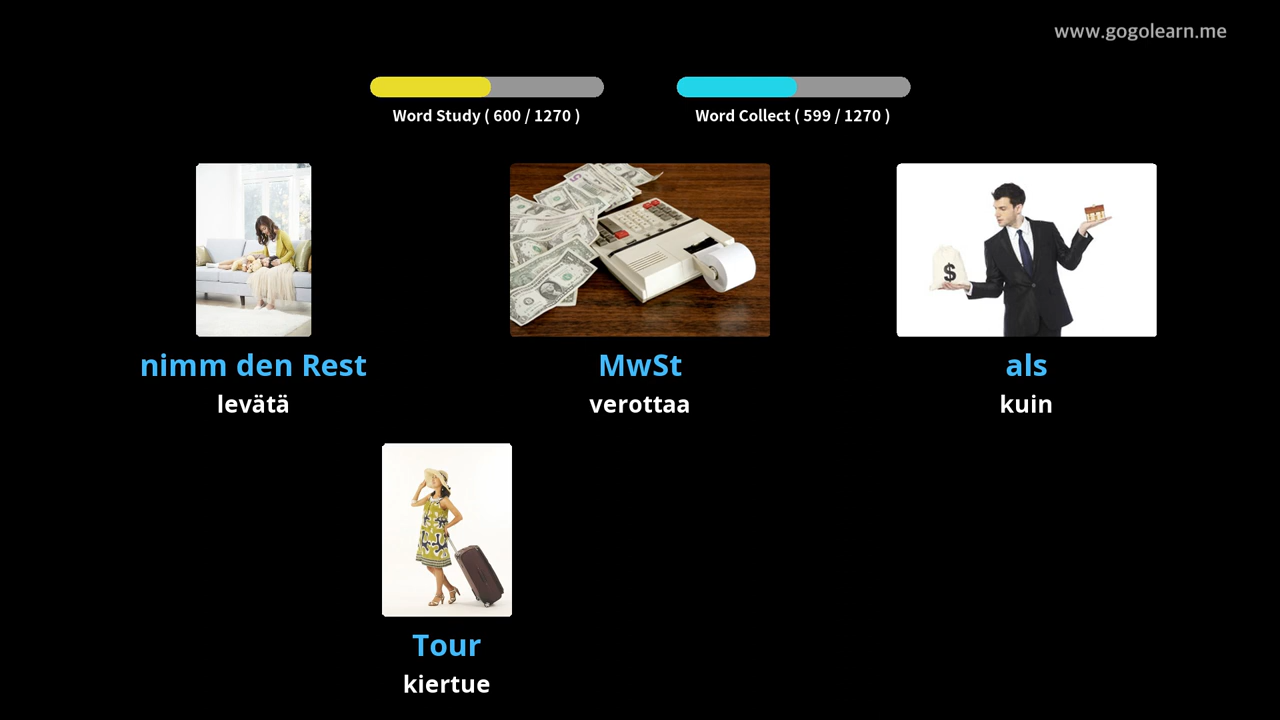 www.gogolearn.me
Word Study ( 600 / 1270 )
Word Collect ( 599 / 1270 )
nimm den Rest
levätä
MwSt
verottaa
als
kuin
Tour
kiertue